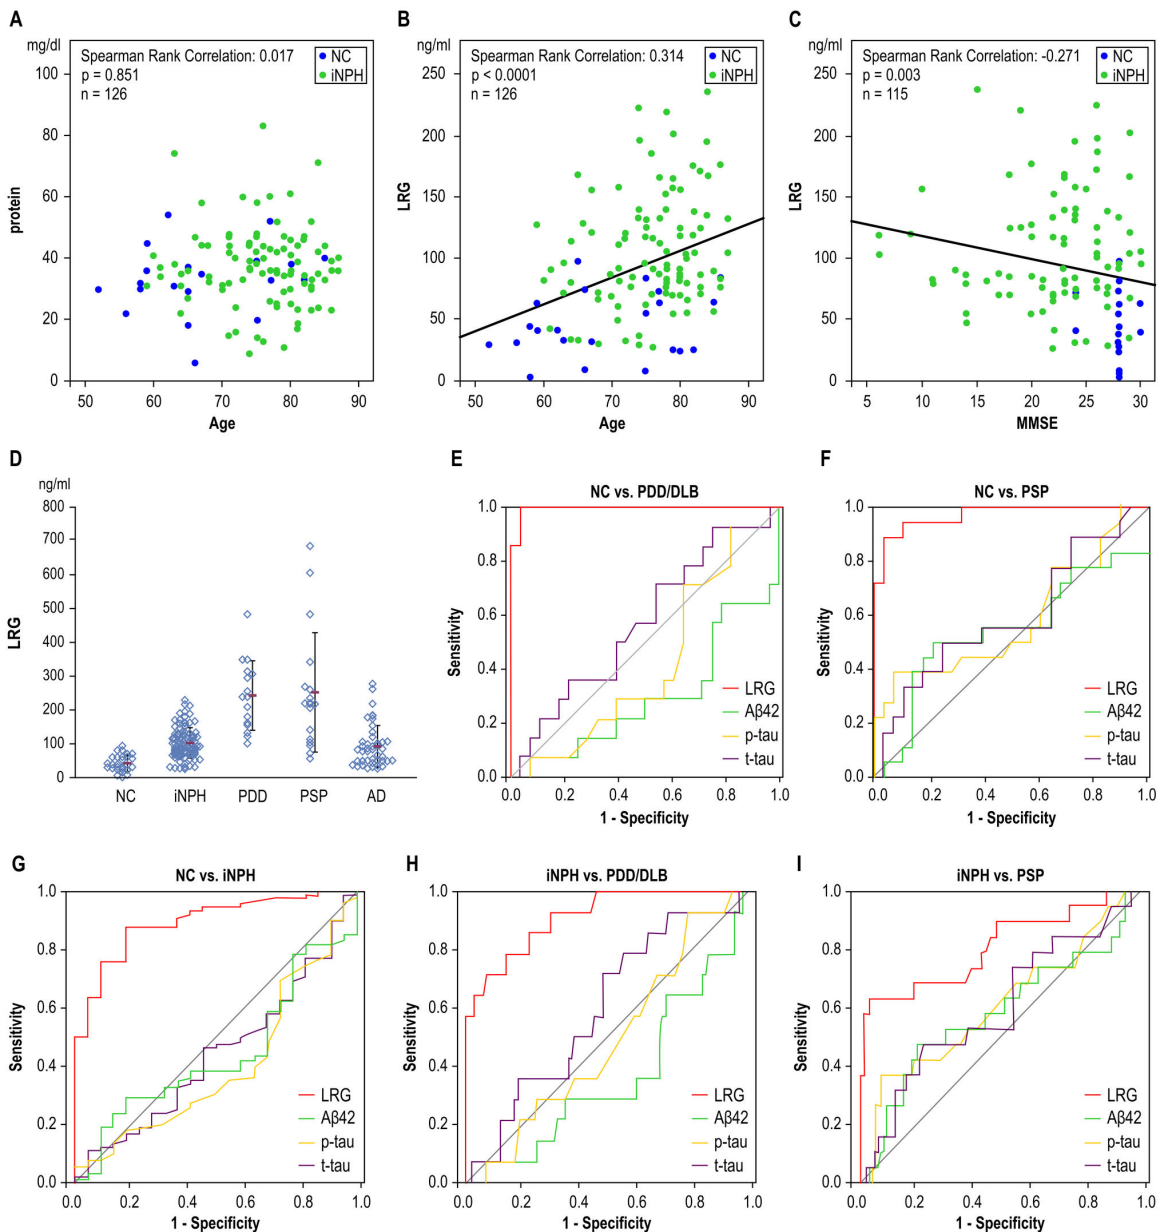 A
mg/dl
Spearman Rank Correlation: 0.017
p = 0.851
n = 126
NC
iNPH
protein
100
80
60
40
20
0
50 60 70 80 90
Age
B
ng/ml
Spearman Rank Correlation: 0.314
p < 0.0001
n = 126
NC
iNPH
LRG
250
200
150
100
50
0
50 60 70 80 90
Age
C
ng/ml
Spearman Rank Correlation: -0.271
p = 0.003
n = 115
NC
iNPH
LRG
250
200
150
100
50
0
5 10 15 20 25 30
MMSE
D
ng/ml
LRG
800
700
600
500
400
300
200
100
0
NC iNPH PDD PSP AD
E
NC vs. PDD/DLB
Sensitivity
1.0
0.8
0.6
0.4
0.2
0.0
LRG
Aβ42
p-tau
t-tau
0.0 0.2 0.4 0.6 0.8 1.0
1 - Specificity
F
NC vs. PSP
Sensitivity
1.0
0.8
0.6
0.4
0.2
0.0
LRG
Aβ42
p-tau
t-tau
0.0 0.2 0.4 0.6 0.8 1.0
1 - Specificity
G
NC vs. iNPH
Sensitivity
1.0
0.8
0.6
0.4
0.2
0.0
LRG
Aβ42
p-tau
t-tau
0.0 0.2 0.4 0.6 0.8 1.0
1 - Specificity
H
iNPH vs. PDD/DLB
Sensitivity
1.0
0.8
0.6
0.4
0.2
0.0
LRG
Aβ42
p-tau
t-tau
0.0 0.2 0.4 0.6 0.8 1.0
1 - Specificity
I
iNPH vs. PSP
Sensitivity
1.0
0.8
0.6
0.4
0.2
0.0
LRG
Aβ42
p-tau
t-tau
0.0 0.2 0.4 0.6 0.8 1.0
1 - Specificity